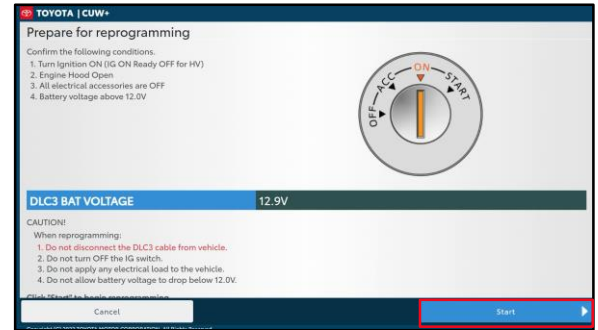 TOYOTA | CUW+
Prepare for reprogramming
Confirm the following conditions.
1. Turn Ignition ON (IG ON Ready OFF for HV)
2. Engine Hood Open
3. All electrical accessories are OFF
4. Battery voltage above 12.0V
OFF
ACC
ON
START
DLC3 BAT VOLTAGE 12.9V
CAUTION!
When reprogramming:
1. Do not disconnect the DLC3 cable from vehicle.
2. Do not turn OFF the IG switch.
3. Do not apply any electrical load to the vehicle.
4. Do not allow battery voltage to drop below 12.0V.
Click "Start" to begin reprogramming
Cancel
Start
Copyright (C) 2022 TOYOTA MOTOR CORPORATION. All Rights Reserved.